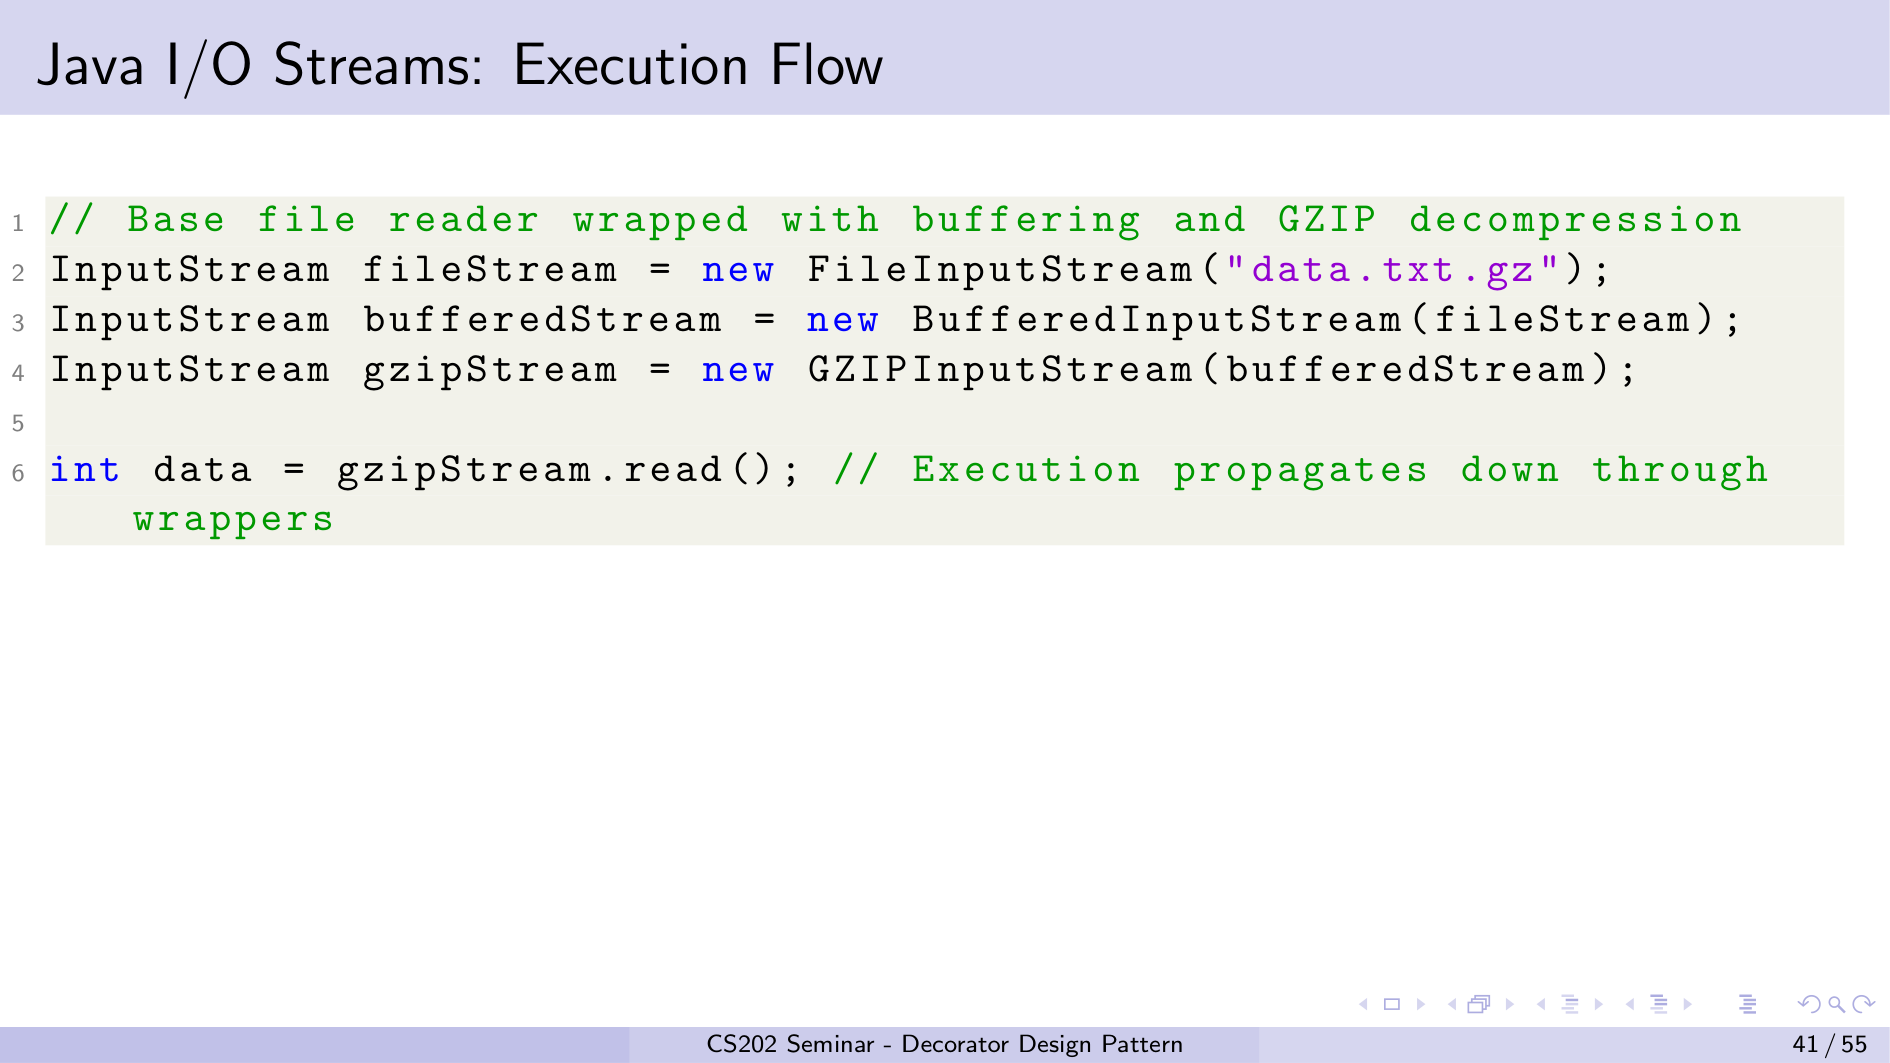 Java I/O Streams: Execution Flow
1 // Base file reader wrapped with buffering and GZIP decompression
2 InputStream fileStream = new FileInputStream("data.txt.gz");
3 InputStream bufferedStream = new BufferedInputStream(fileStream);
4 InputStream gzipStream = new GZIPInputStream(bufferedStream);
5
6 int data = gzipStream.read(); // Execution propagates down through
wrappers
CS202 Seminar - Decorator Design Pattern
41 / 55